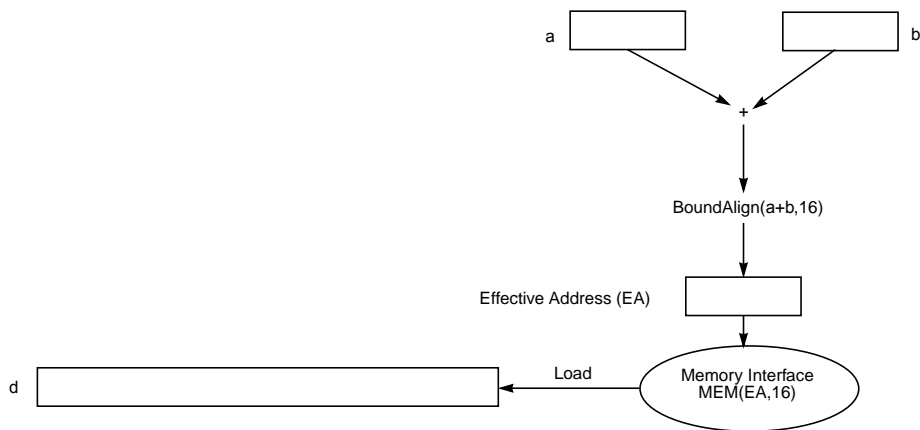 a
b
+
BoundAlign(a+b,16)
Effective Address (EA)
d
Load
Memory Interface
MEM(EA,16)